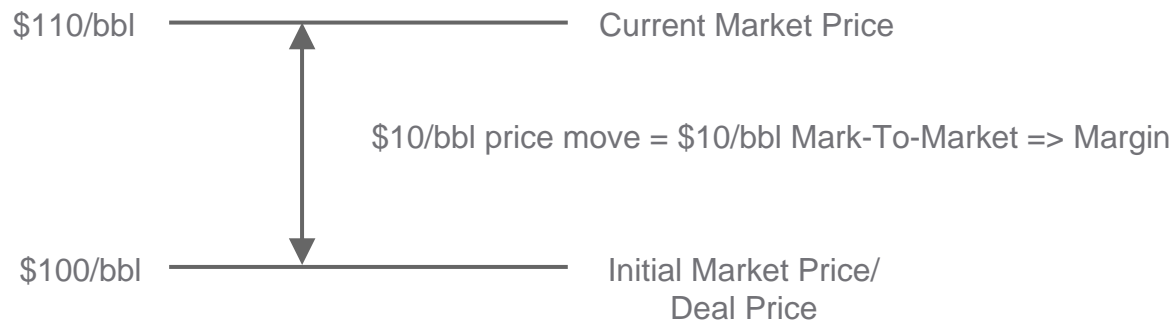 $110/bbl
Current Market Price
$10/bbl price move = $10/bbl Mark-To-Market => Margin
$100/bbl
Initial Market Price/
Deal Price